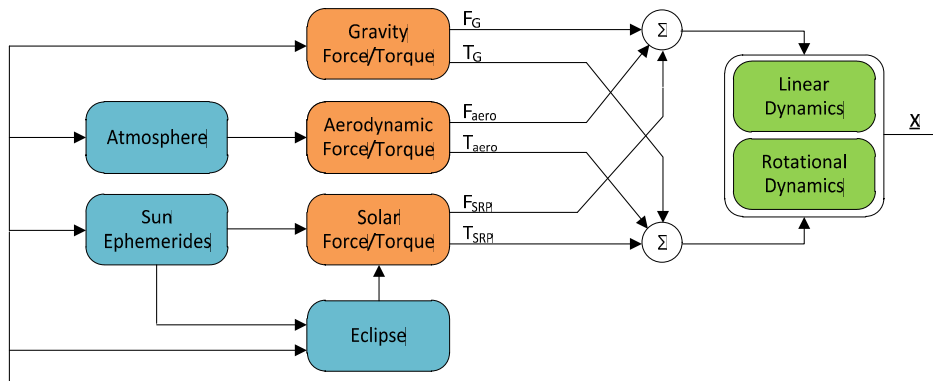 Gravity
Force/Torque
F_G
T_G
Σ
Linear
Dynamics
Atmosphere
Aerodynamic
Force/Torque
F_aero
T_aero
X
Rotational
Dynamics
Sun
Ephemerides
Solar
Force/Torque
F_SRP
T_SRP
Σ
Eclipse